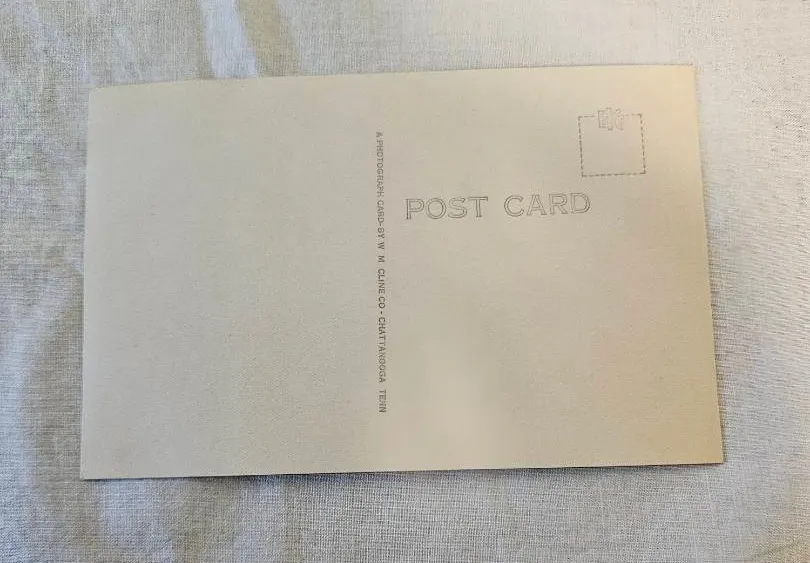 A PHOTOGRAPH CARD-BY W. M. CLINE CO - CHATTANOOGA TENN
POST CARD